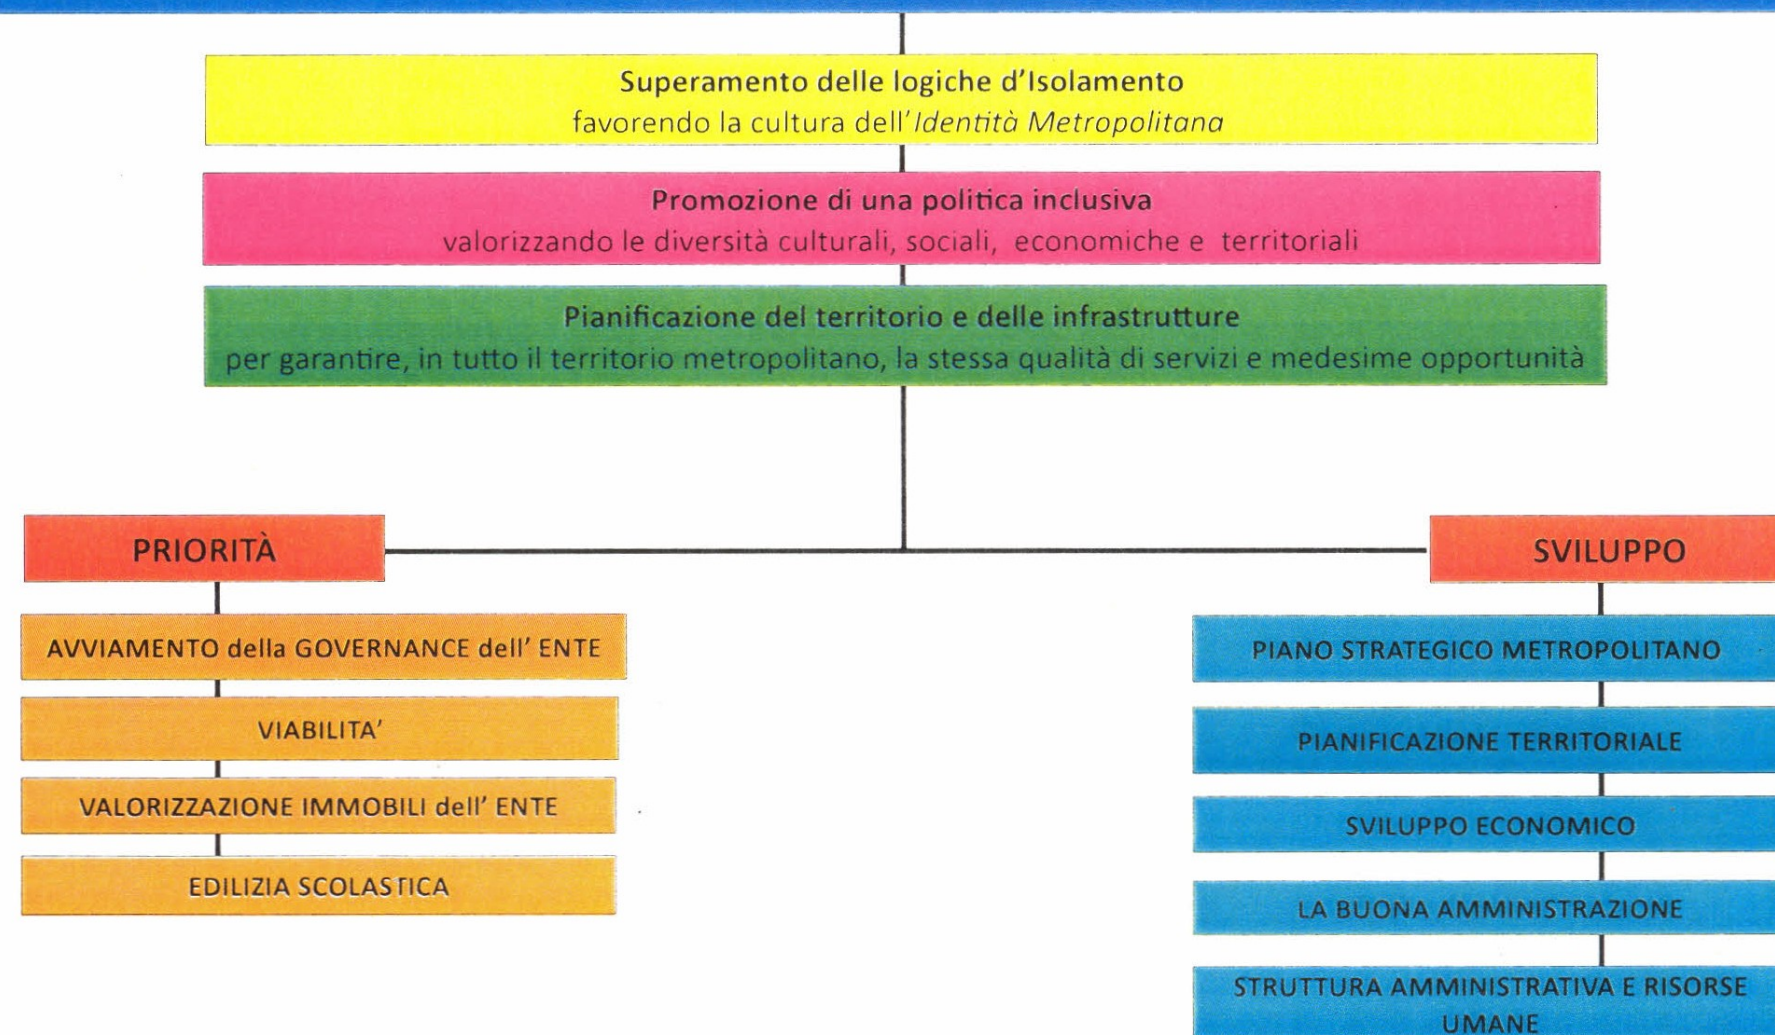 Superamento delle logiche d'Isolamento
favorendo la cultura dell'Identità Metropolitana
Promozione di una politica inclusiva
valorizzando le diversità culturali, sociali, economiche e territoriali
Pianificazione del territorio e delle infrastrutture
per garantire, in tutto il territorio metropolitano, la stessa qualità di servizi e medesime opportunità
PRIORITÀ
AVVIAMENTO della GOVERNANCE dell' ENTE
VIABILITA'
VALORIZZAZIONE IMMOBILI dell' ENTE
EDILIZIA SCOLASTICA
SVILUPPO
PIANO STRATEGICO METROPOLITANO
PIANIFICAZIONE TERRITORIALE
SVILUPPO ECONOMICO
LA BUONA AMMINISTRAZIONE
STRUTTURA AMMINISTRATIVA E RISORSE
UMANE